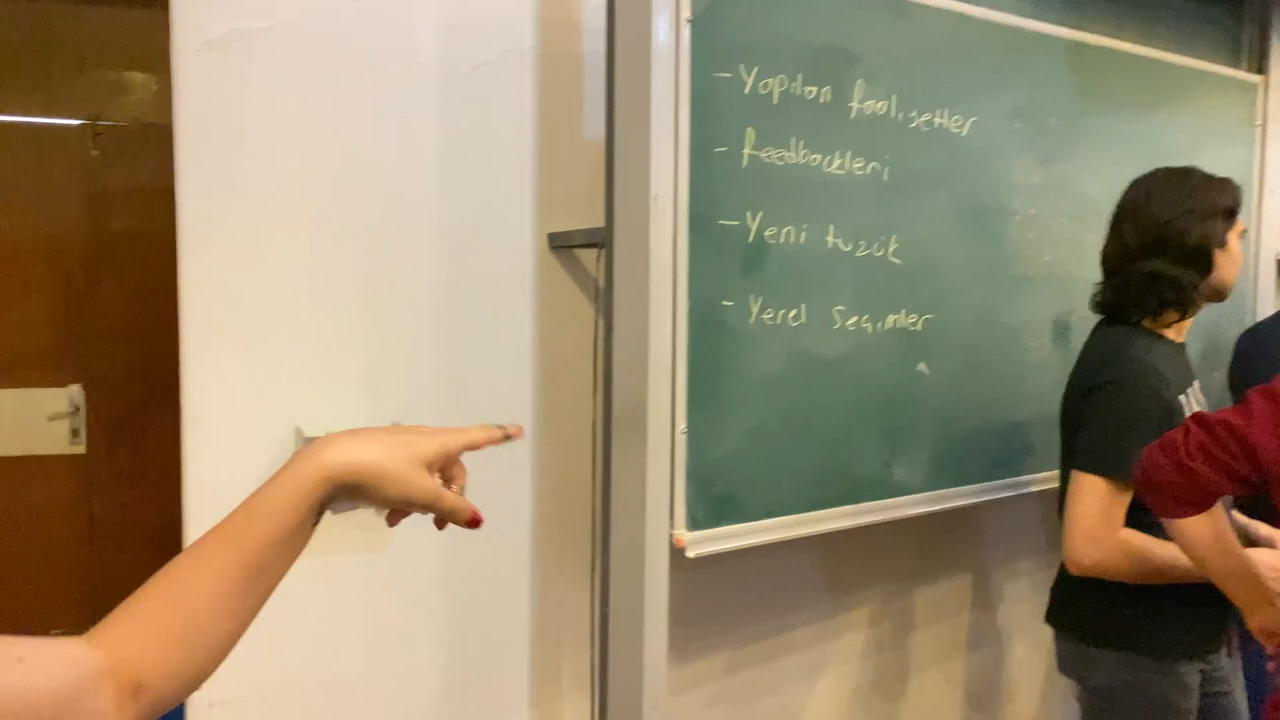 - Yapılan faaliyetler
- feedbackleri
- Yeni tüzük
- Yerel Seçimler